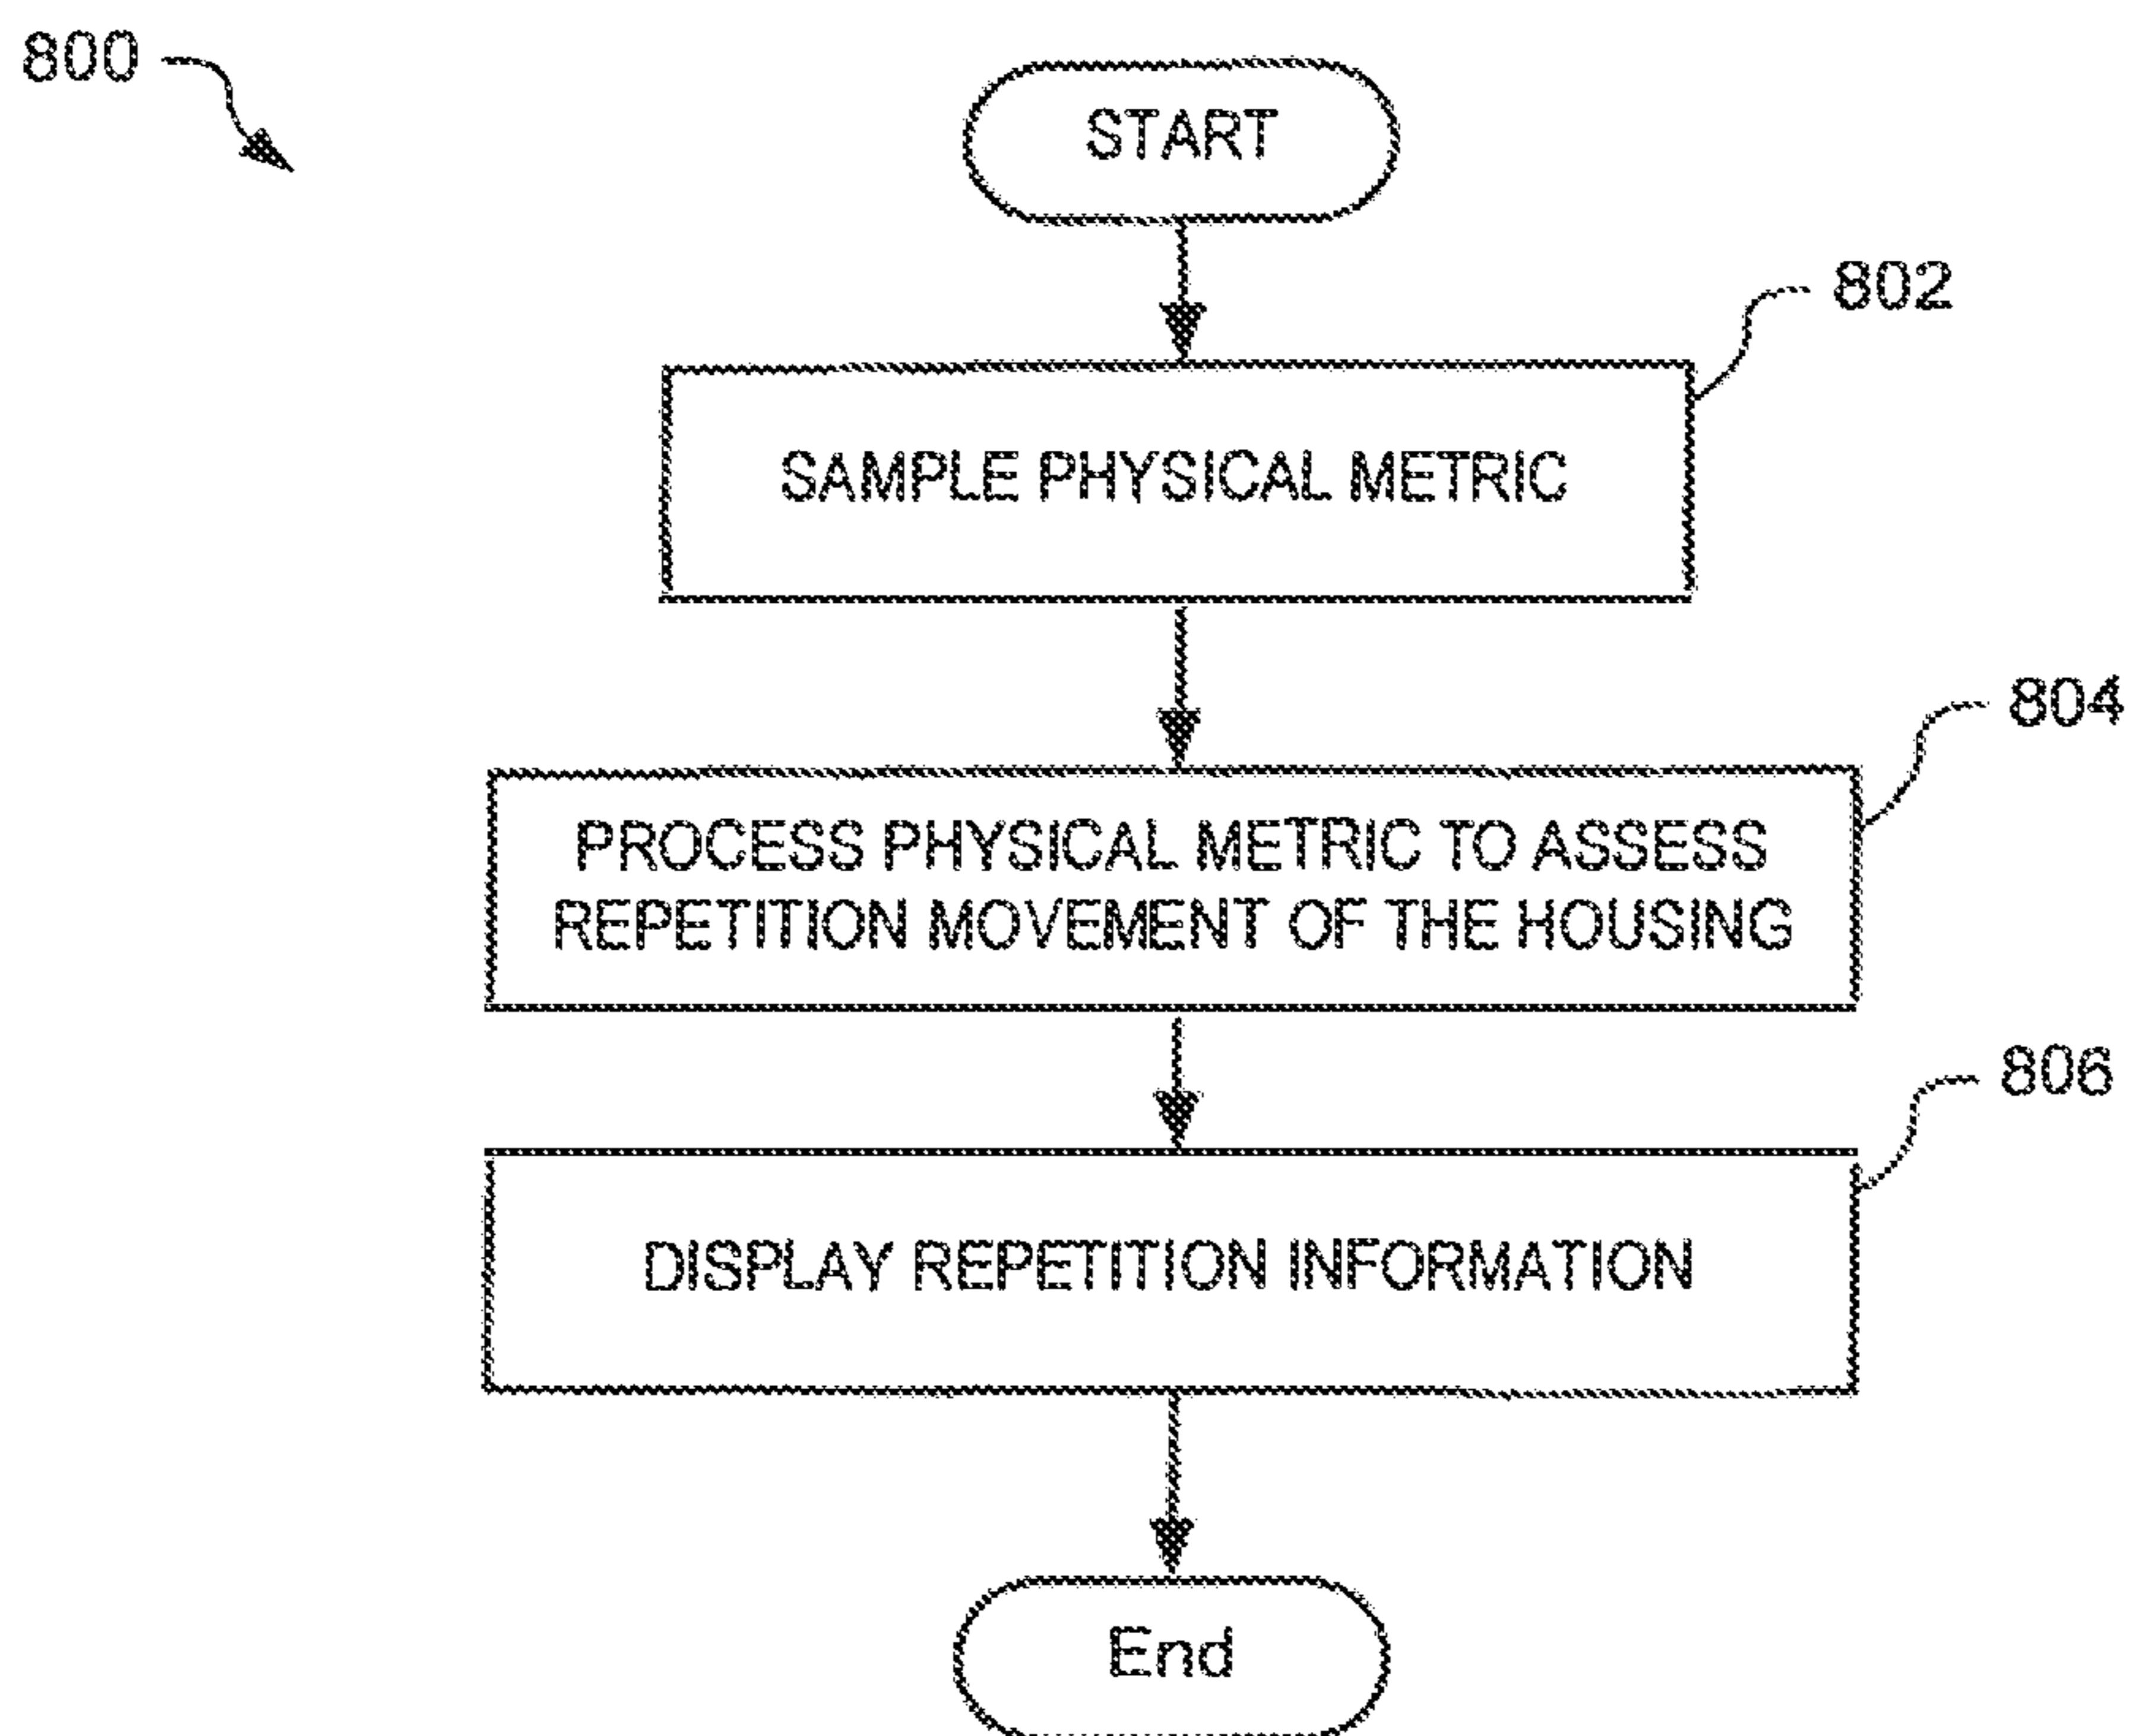 800
START
802
SAMPLE PHYSICAL METRIC
804
PROCESS PHYSICAL METRIC TO ASSESS
REPETITION MOVEMENT OF THE HOUSING
806
DISPLAY REPETITION INFORMATION
End